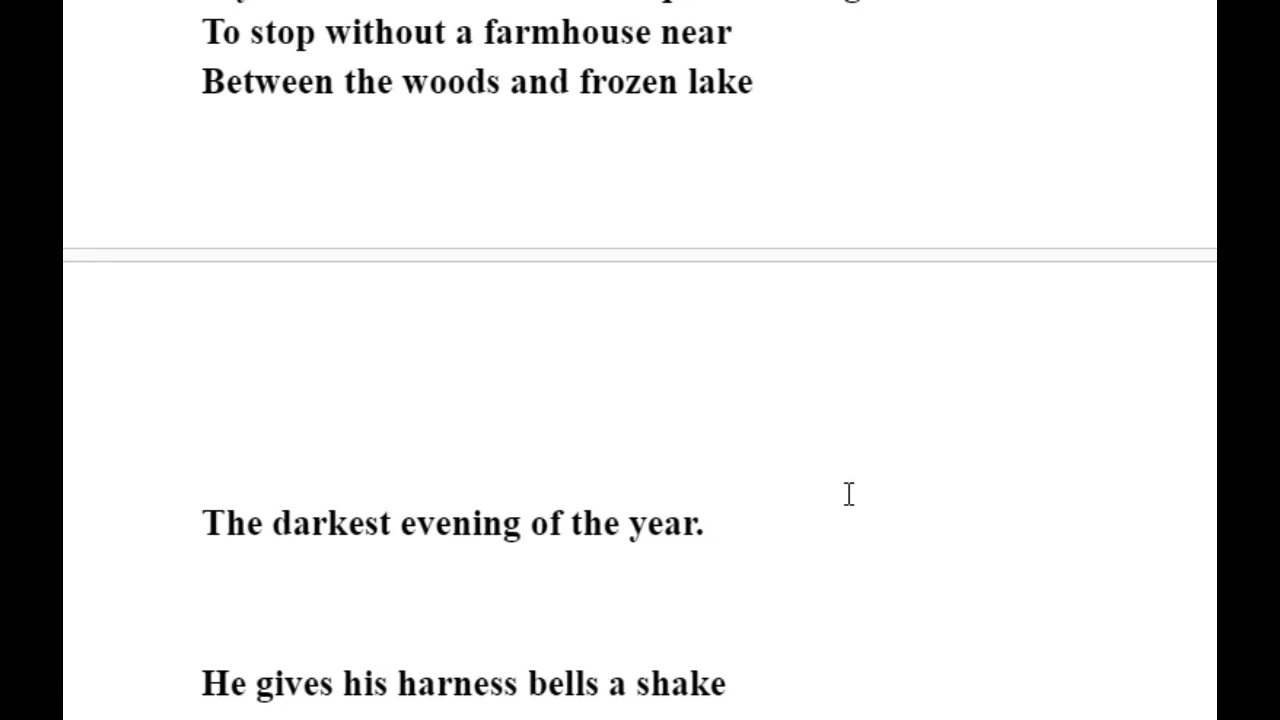 To stop without a farmhouse near
Between the woods and frozen lake
The darkest evening of the year.
He gives his harness bells a shake